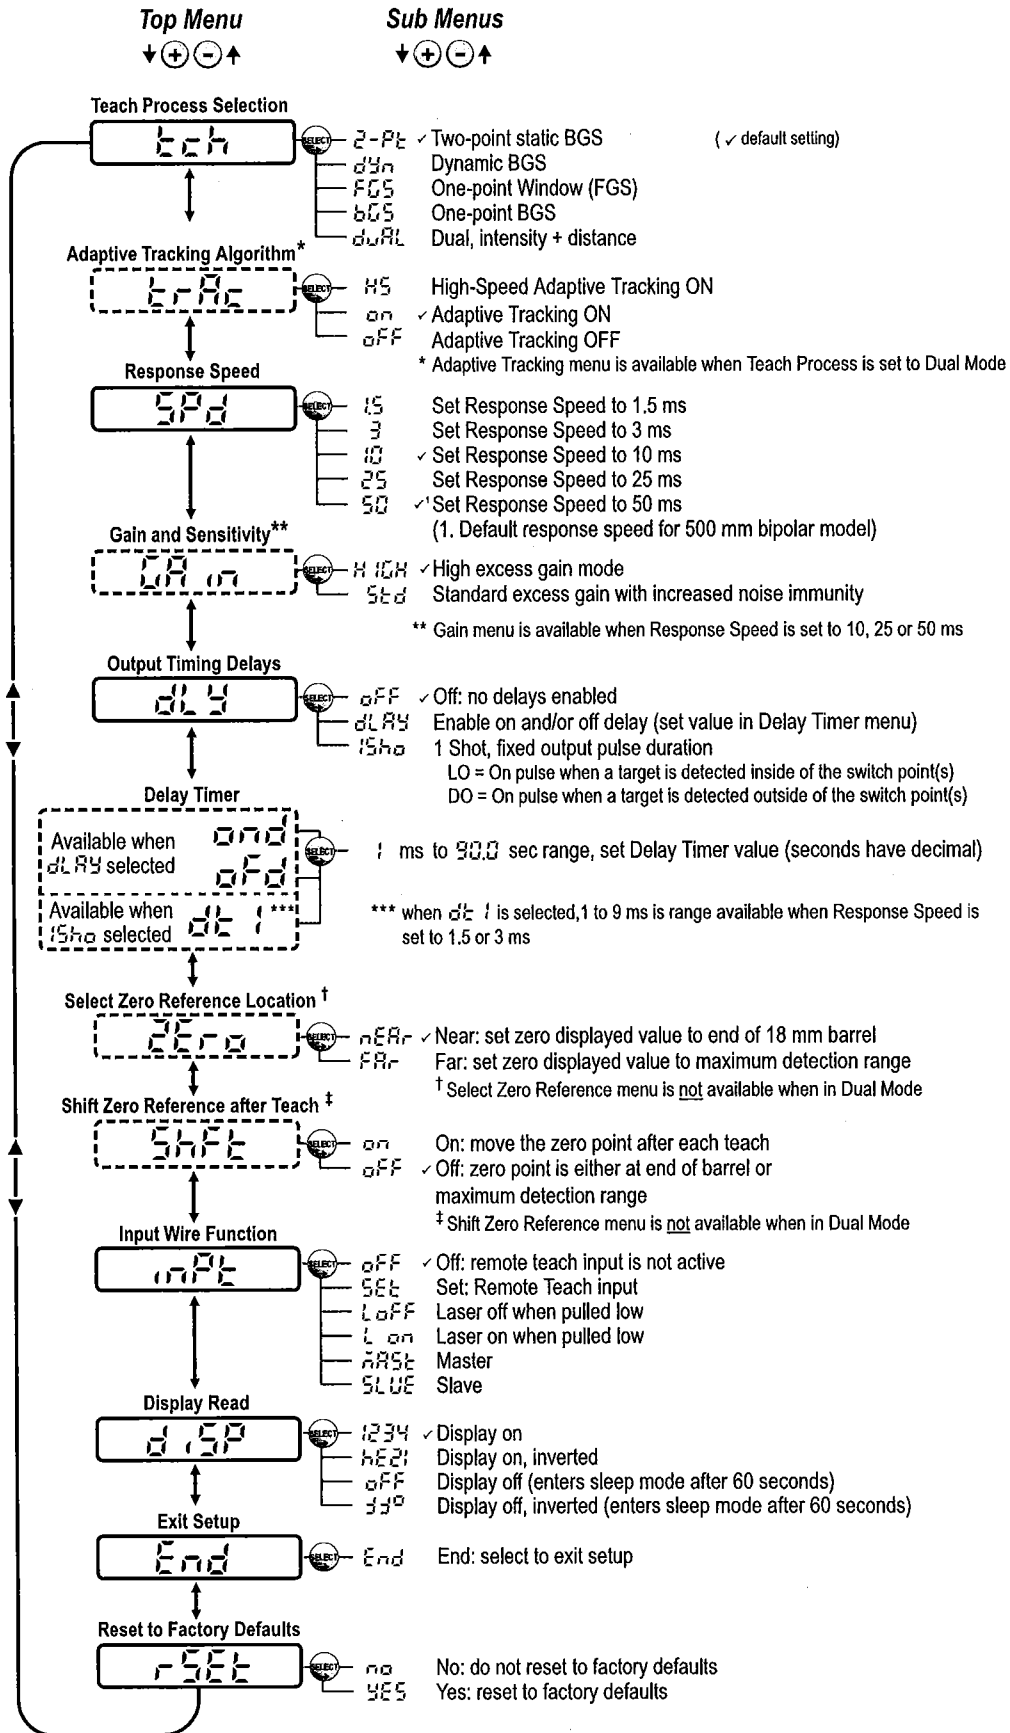 Top Menu Sub Menus
+ - + -
Teach Process Selection
tch SELECT 2-Pt ✓ Two-point static BGS ( ✓ default setting)
dYn Dynamic BGS
FGS One-point Window (FGS)
bGS One-point BGS
duAL Dual, intensity + distance
Adaptive Tracking Algorithm*
trAc SELECT HS High-Speed Adaptive Tracking ON
on ✓ Adaptive Tracking ON
oFF Adaptive Tracking OFF
* Adaptive Tracking menu is available when Teach Process is set to Dual Mode
Response Speed
SPd SELECT 1.5 Set Response Speed to 1.5 ms
3 Set Response Speed to 3 ms
10 ✓ Set Response Speed to 10 ms
25 Set Response Speed to 25 ms
50 ✓¹ Set Response Speed to 50 ms
(1. Default response speed for 500 mm bipolar model)
Gain and Sensitivity**
GAin SELECT HIGH ✓ High excess gain mode
Std Standard excess gain with increased noise immunity
** Gain menu is available when Response Speed is set to 10, 25 or 50 ms
Output Timing Delays
dLY SELECT oFF ✓ Off: no delays enabled
dLAY Enable on and/or off delay (set value in Delay Timer menu)
1Sho 1 Shot, fixed output pulse duration
LO = On pulse when a target is detected inside of the switch point(s)
DO = On pulse when a target is detected outside of the switch point(s)
Delay Timer
Available when dLAY selected ond oFd
SELECT 1 ms to 90.0 sec range, set Delay Timer value (seconds have decimal)
Available when 1Sho selected dt 1 ***
*** when dt 1 is selected,1 to 9 ms is range available when Response Speed is
set to 1.5 or 3 ms
Select Zero Reference Location †
ZEro SELECT nEAr ✓ Near: set zero displayed value to end of 18 mm barrel
FAr Far: set zero displayed value to maximum detection range
† Select Zero Reference menu is not available when in Dual Mode
Shift Zero Reference after Teach ‡
ShFt SELECT on On: move the zero point after each teach
oFF ✓ Off: zero point is either at end of barrel or
maximum detection range
‡ Shift Zero Reference menu is not available when in Dual Mode
Input Wire Function
inPt SELECT oFF ✓ Off: remote teach input is not active
SEt Set: Remote Teach input
LoFF Laser off when pulled low
L on Laser on when pulled low
mASt Master
SLUE Slave
Display Read
diSP SELECT 1234 ✓ Display on
hEZ1 Display on, inverted
oFF Display off (enters sleep mode after 60 seconds)
Display off, inverted (enters sleep mode after 60 seconds)
Exit Setup
End SELECT End End: select to exit setup
Reset to Factory Defaults
rSEt SELECT no No: do not reset to factory defaults
YES Yes: reset to factory defaults